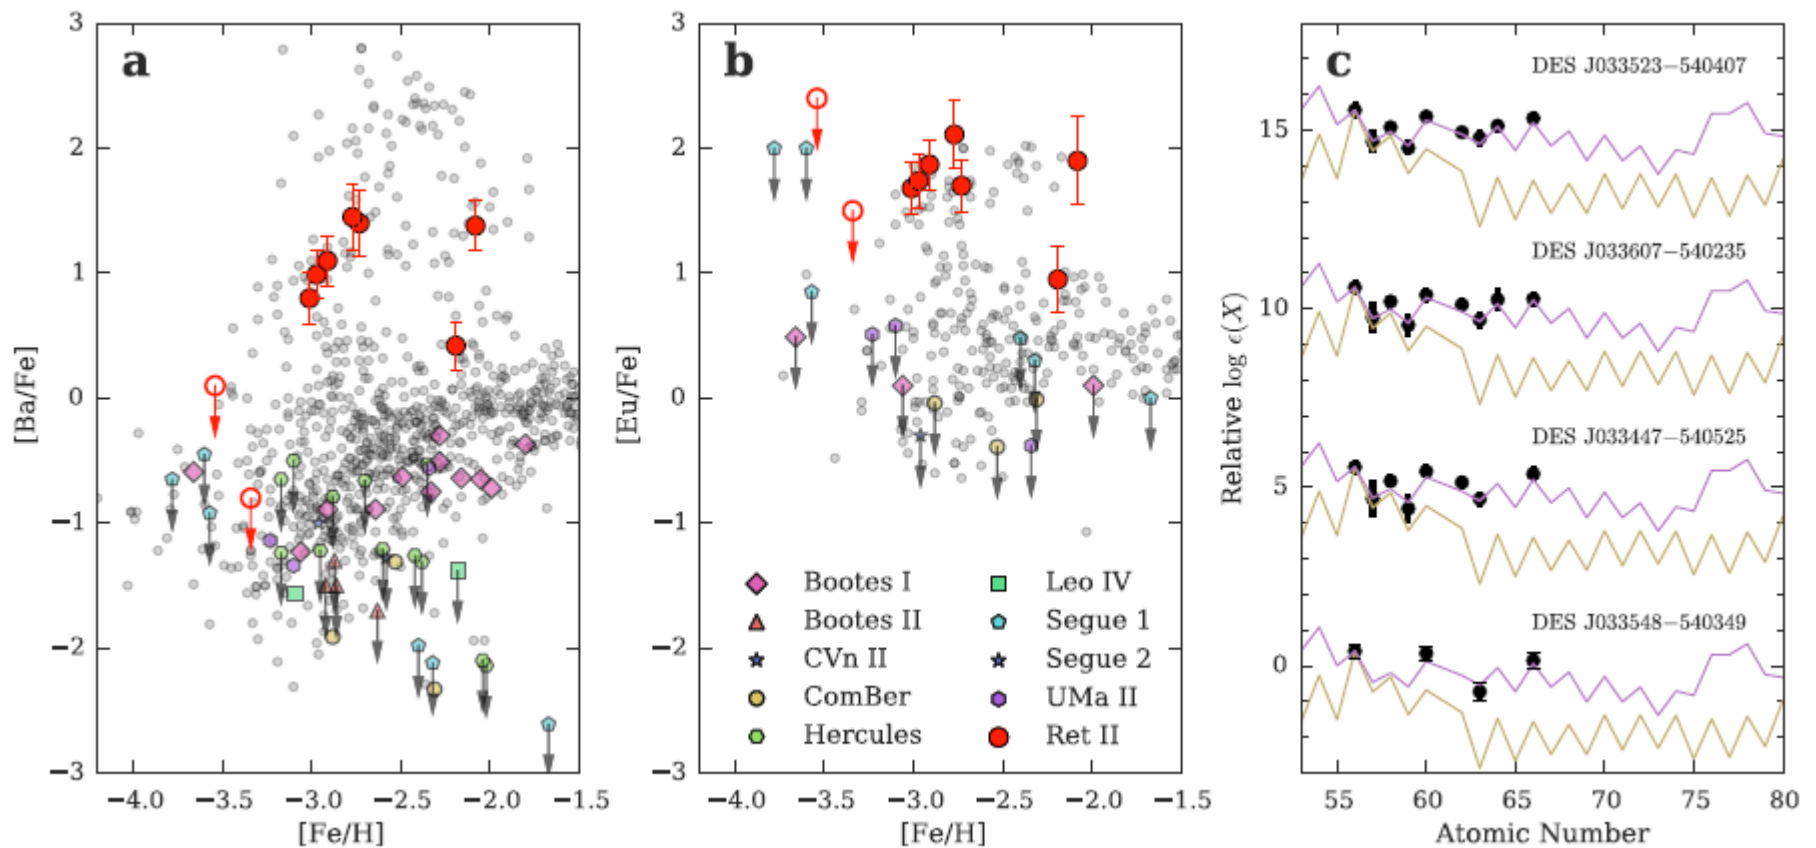 a
3
2
1
0
−1
−2
−3
[Ba/Fe]
−4.0 −3.5 −3.0 −2.5 −2.0 −1.5
[Fe/H]
b
3
2
1
0
−1
−2
−3
[Eu/Fe]
Bootes I
Bootes II
CVn II
ComBer
Hercules
Leo IV
Segue 1
Segue 2
UMa II
Ret II
−4.0 −3.5 −3.0 −2.5 −2.0 −1.5
[Fe/H]
c
DES J033523−540407
DES J033607−540235
DES J033447−540525
DES J033548−540349
15
10
5
0
Relative log ϵ(X)
55 60 65 70 75 80
Atomic Number